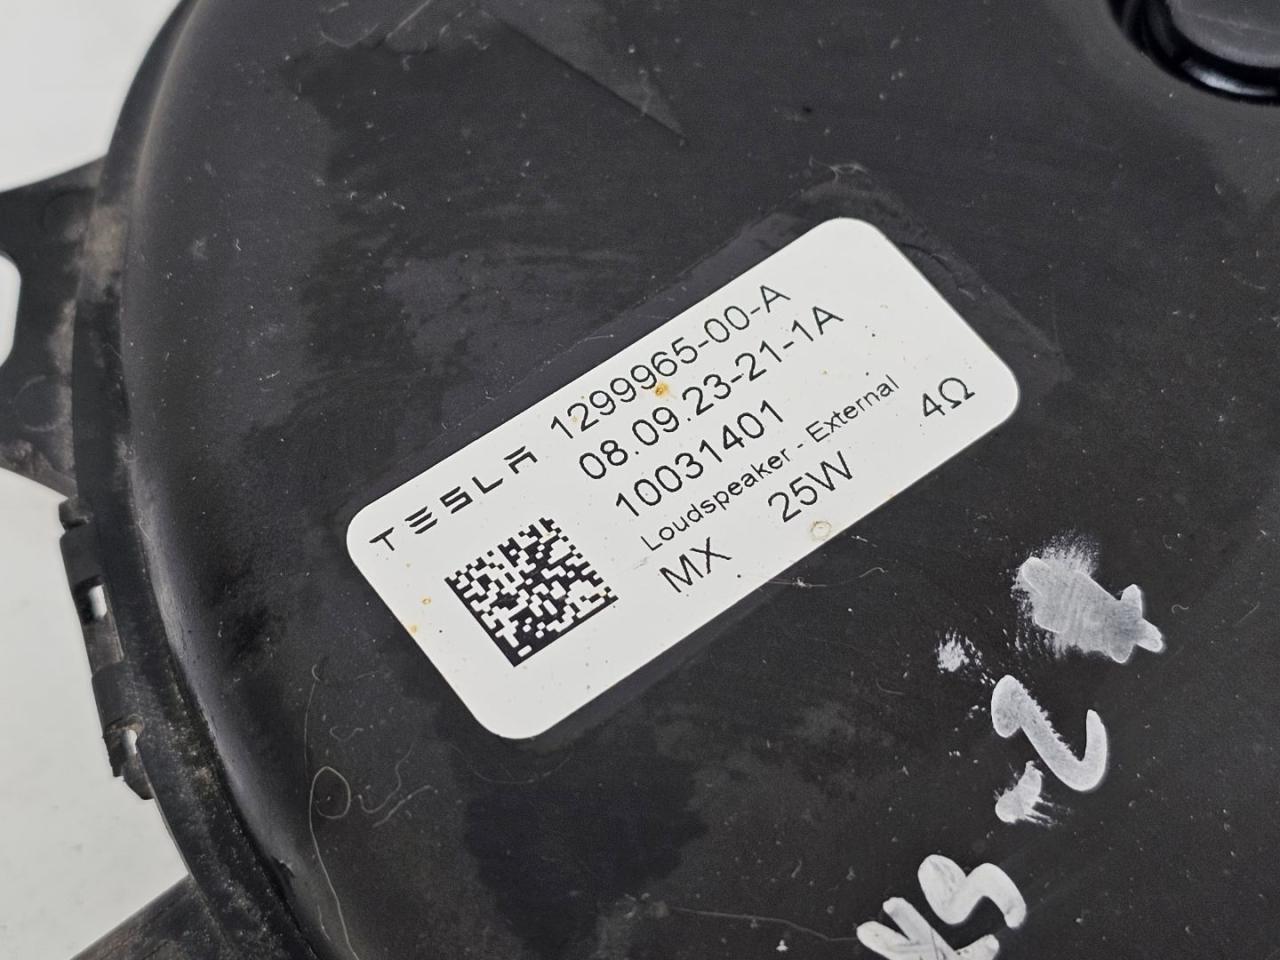 TESLA 1299965-00-A
08.09.23-21-1A
10031401
Loudspeaker - External
MX 25W 4Ω